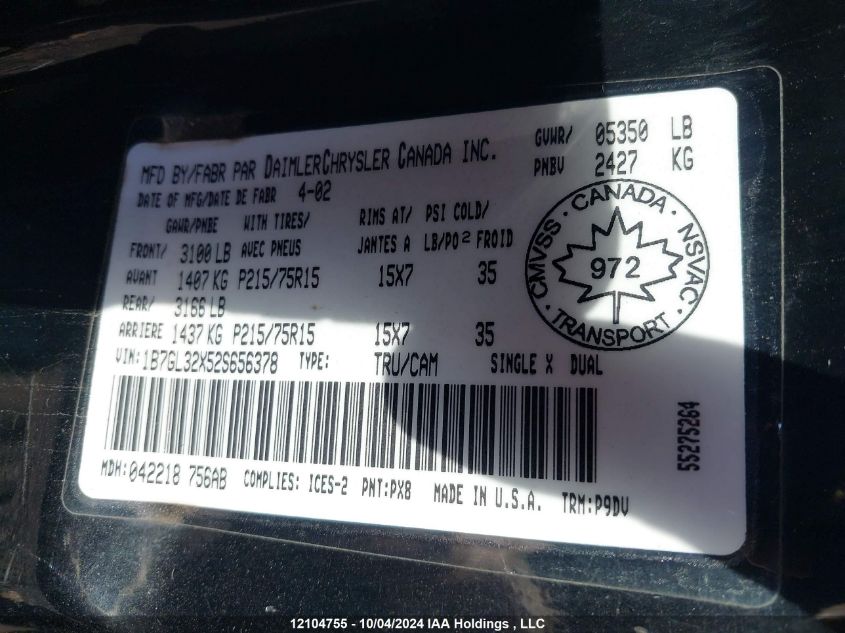 MFD BY/FABR PAR DAIMLERCHRYSLER CANADA INC. GVWR/ 05350 LB
DATE OF MFG/DATE DE FABR 4-02 PNBV 2427 KG
GAWR/PNBE WITH TIRES/ RIMS AT/ PSI COLD/
FRONT/ 3100 LB AVEC PNEUS JANTES A LB/PO2 FROID
AVANT 1407 KG P215/75R15 15X7 35
REAR/ 3166 LB
ARRIERE 1437 KG P215/75R15 15X7 35
VIN:1B7GL32X52S656378 TYPE: TRU/CAM SINGLE X DUAL
CANADA
CMVSS · NSVAC
972
TRANSPORT
55275264
MDH:042218 756AB COMPLIES: ICES-2 PNT:PX8 MADE IN U.S.A. TRM:P9DV
12104755 - 10/04/2024 IAA Holdings , LLC